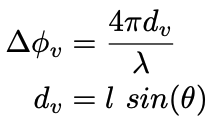 Δϕ_v = 4πd_v / λ
d_v = l sin(θ)